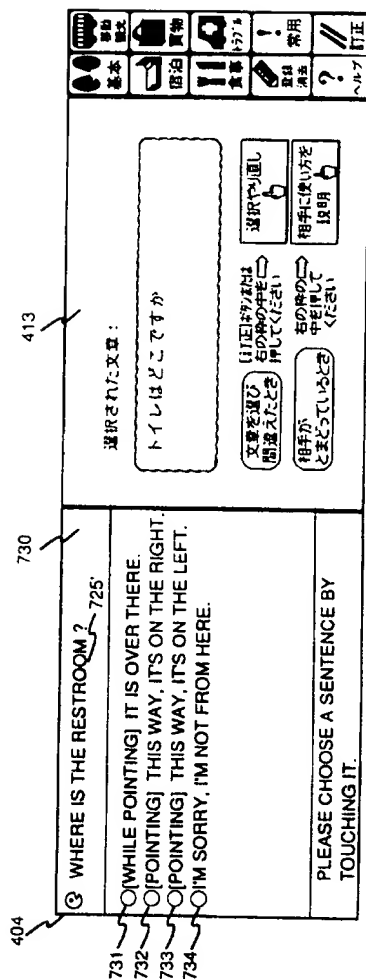 404
730
413
WHERE IS THE RESTROOM ?
725'
731
[WHILE POINTING] IT IS OVER THERE.
732
[POINTING] THIS WAY, IT'S ON THE RIGHT.
733
[POINTING] THIS WAY, IT'S ON THE LEFT.
734
I'M SORRY, I'M NOT FROM HERE.
PLEASE CHOOSE A SENTENCE BY
TOUCHING IT.
選択された文章：
トイレはどこですか
文章を選び
間違えたとき
[訂正]ボタンまたは
右の枠の中を
押してください
選択やり直し
相手が
とまどっているとき
右の枠の
中を押して
ください
相手に使い方を
説明
基本
移動
観光
宿泊
買物
食事
トラブル
登録
消去
常用
ヘルプ
訂正